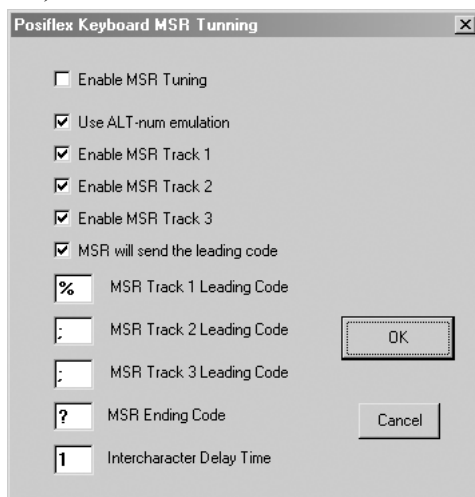 Posiflex Keyboard MSR Tunning
Enable MSR Tuning
Use ALT-num emulation
Enable MSR Track 1
Enable MSR Track 2
Enable MSR Track 3
MSR will send the leading code
% MSR Track 1 Leading Code
; MSR Track 2 Leading Code
; MSR Track 3 Leading Code
OK
? MSR Ending Code
Cancel
1 Intercharacter Delay Time